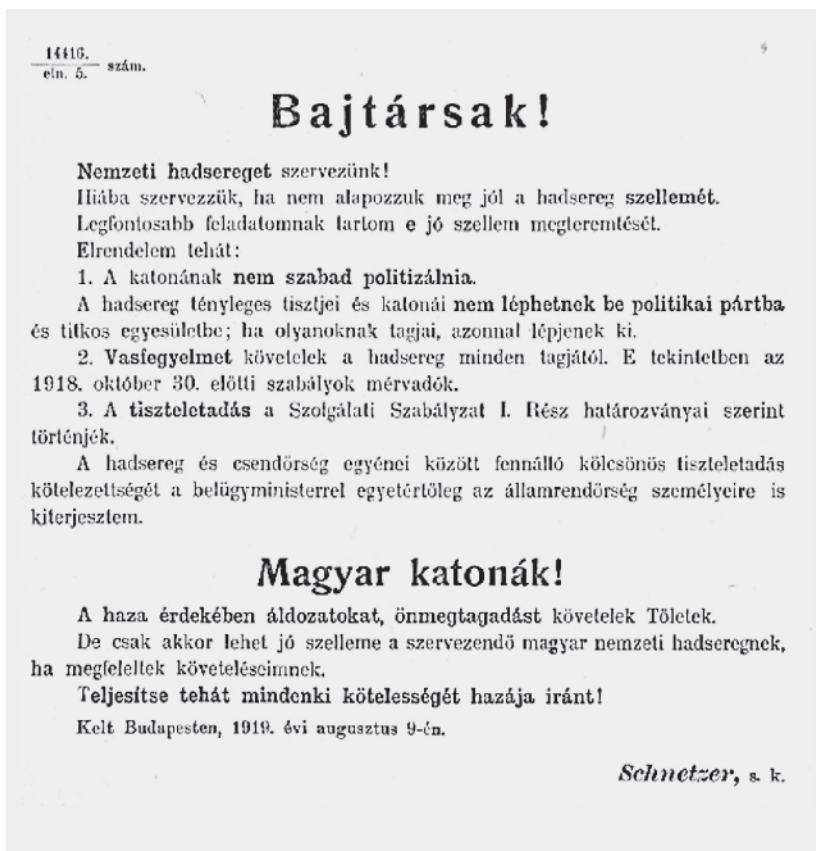 14416.
eln. 5. szám.
Bajtársak!
Nemzeti hadsereget szervezünk!
Hiába szervezzük, ha nem alapozzuk meg jól a hadsereg szellemét.
Legfontosabb feladatomnak tartom e jó szellem megteremtését.
Elrendelem tehát:
1. A katonának nem szabad politizálnia.
A hadsereg tényleges tisztjei és katonái nem léphetnek be politikai pártba
és titkos egyesületbe; ha olyanoknak tagjai, azonnal lépjenek ki.
2. Vasfegyelmet követelek a hadsereg minden tagjától. E tekintetben az
1918. október 30. előtti szabályok mérvadók.
3. A tiszteletadás a Szolgálati Szabályzat I. Rész határozványai szerint
történjék.
A hadsereg és csendőrség egyénei között fennálló kölcsönös tiszteletadás
kötelezettségét a belügyministerrel egyetértőleg az államrendőrség személyeire is
kiterjesztem.
Magyar katonák!
A haza érdekében áldozatokat, önmegtagadást követelek Tőletek.
De csak akkor lehet jó szelleme a szervezendő magyar nemzeti hadseregnek,
ha megfeleltek követeléseimnek.
Teljesítse tehát mindenki kötelességét hazája iránt!
Kelt Budapesten, 1919. évi augusztus 9-én.
Schnetzer, s. k.